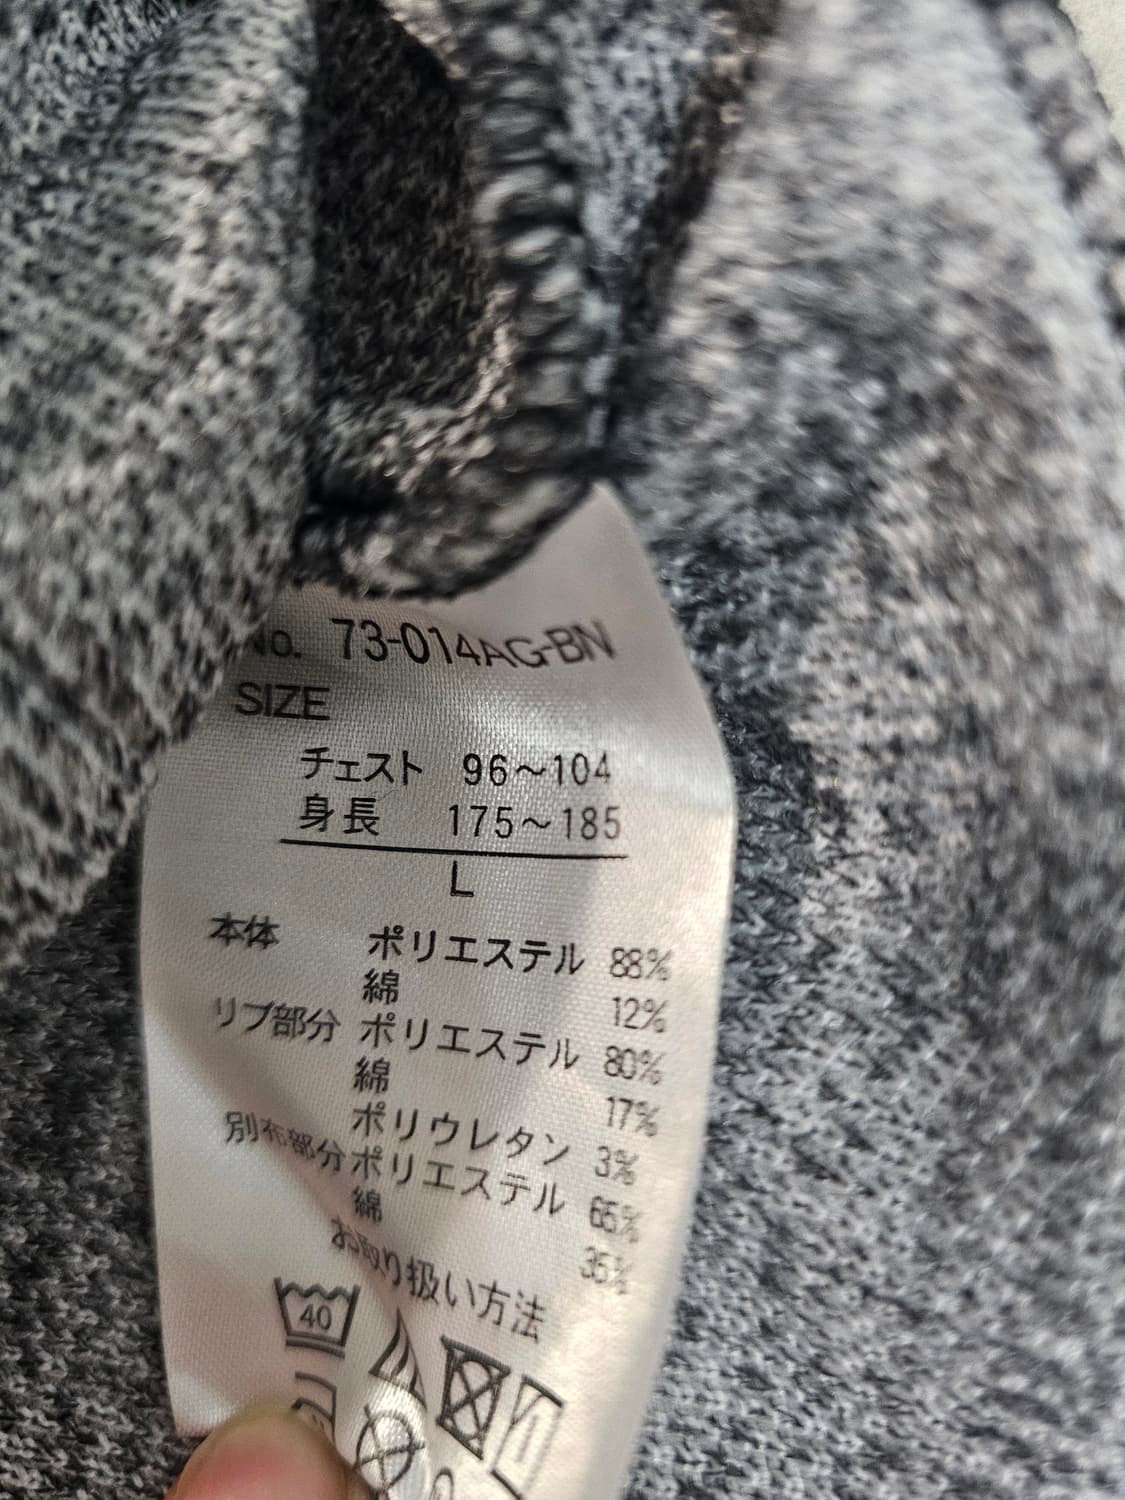 No. 73-014AG-BN
SIZE
チェスト 96～104
身長 175～185
L
本体 ポリエステル 88%
綿 12%
リブ部分 ポリエステル 80%
綿 17%
ポリウレタン 3%
別布部分 ポリエステル 65%
綿 35%
お取り扱い方法
40